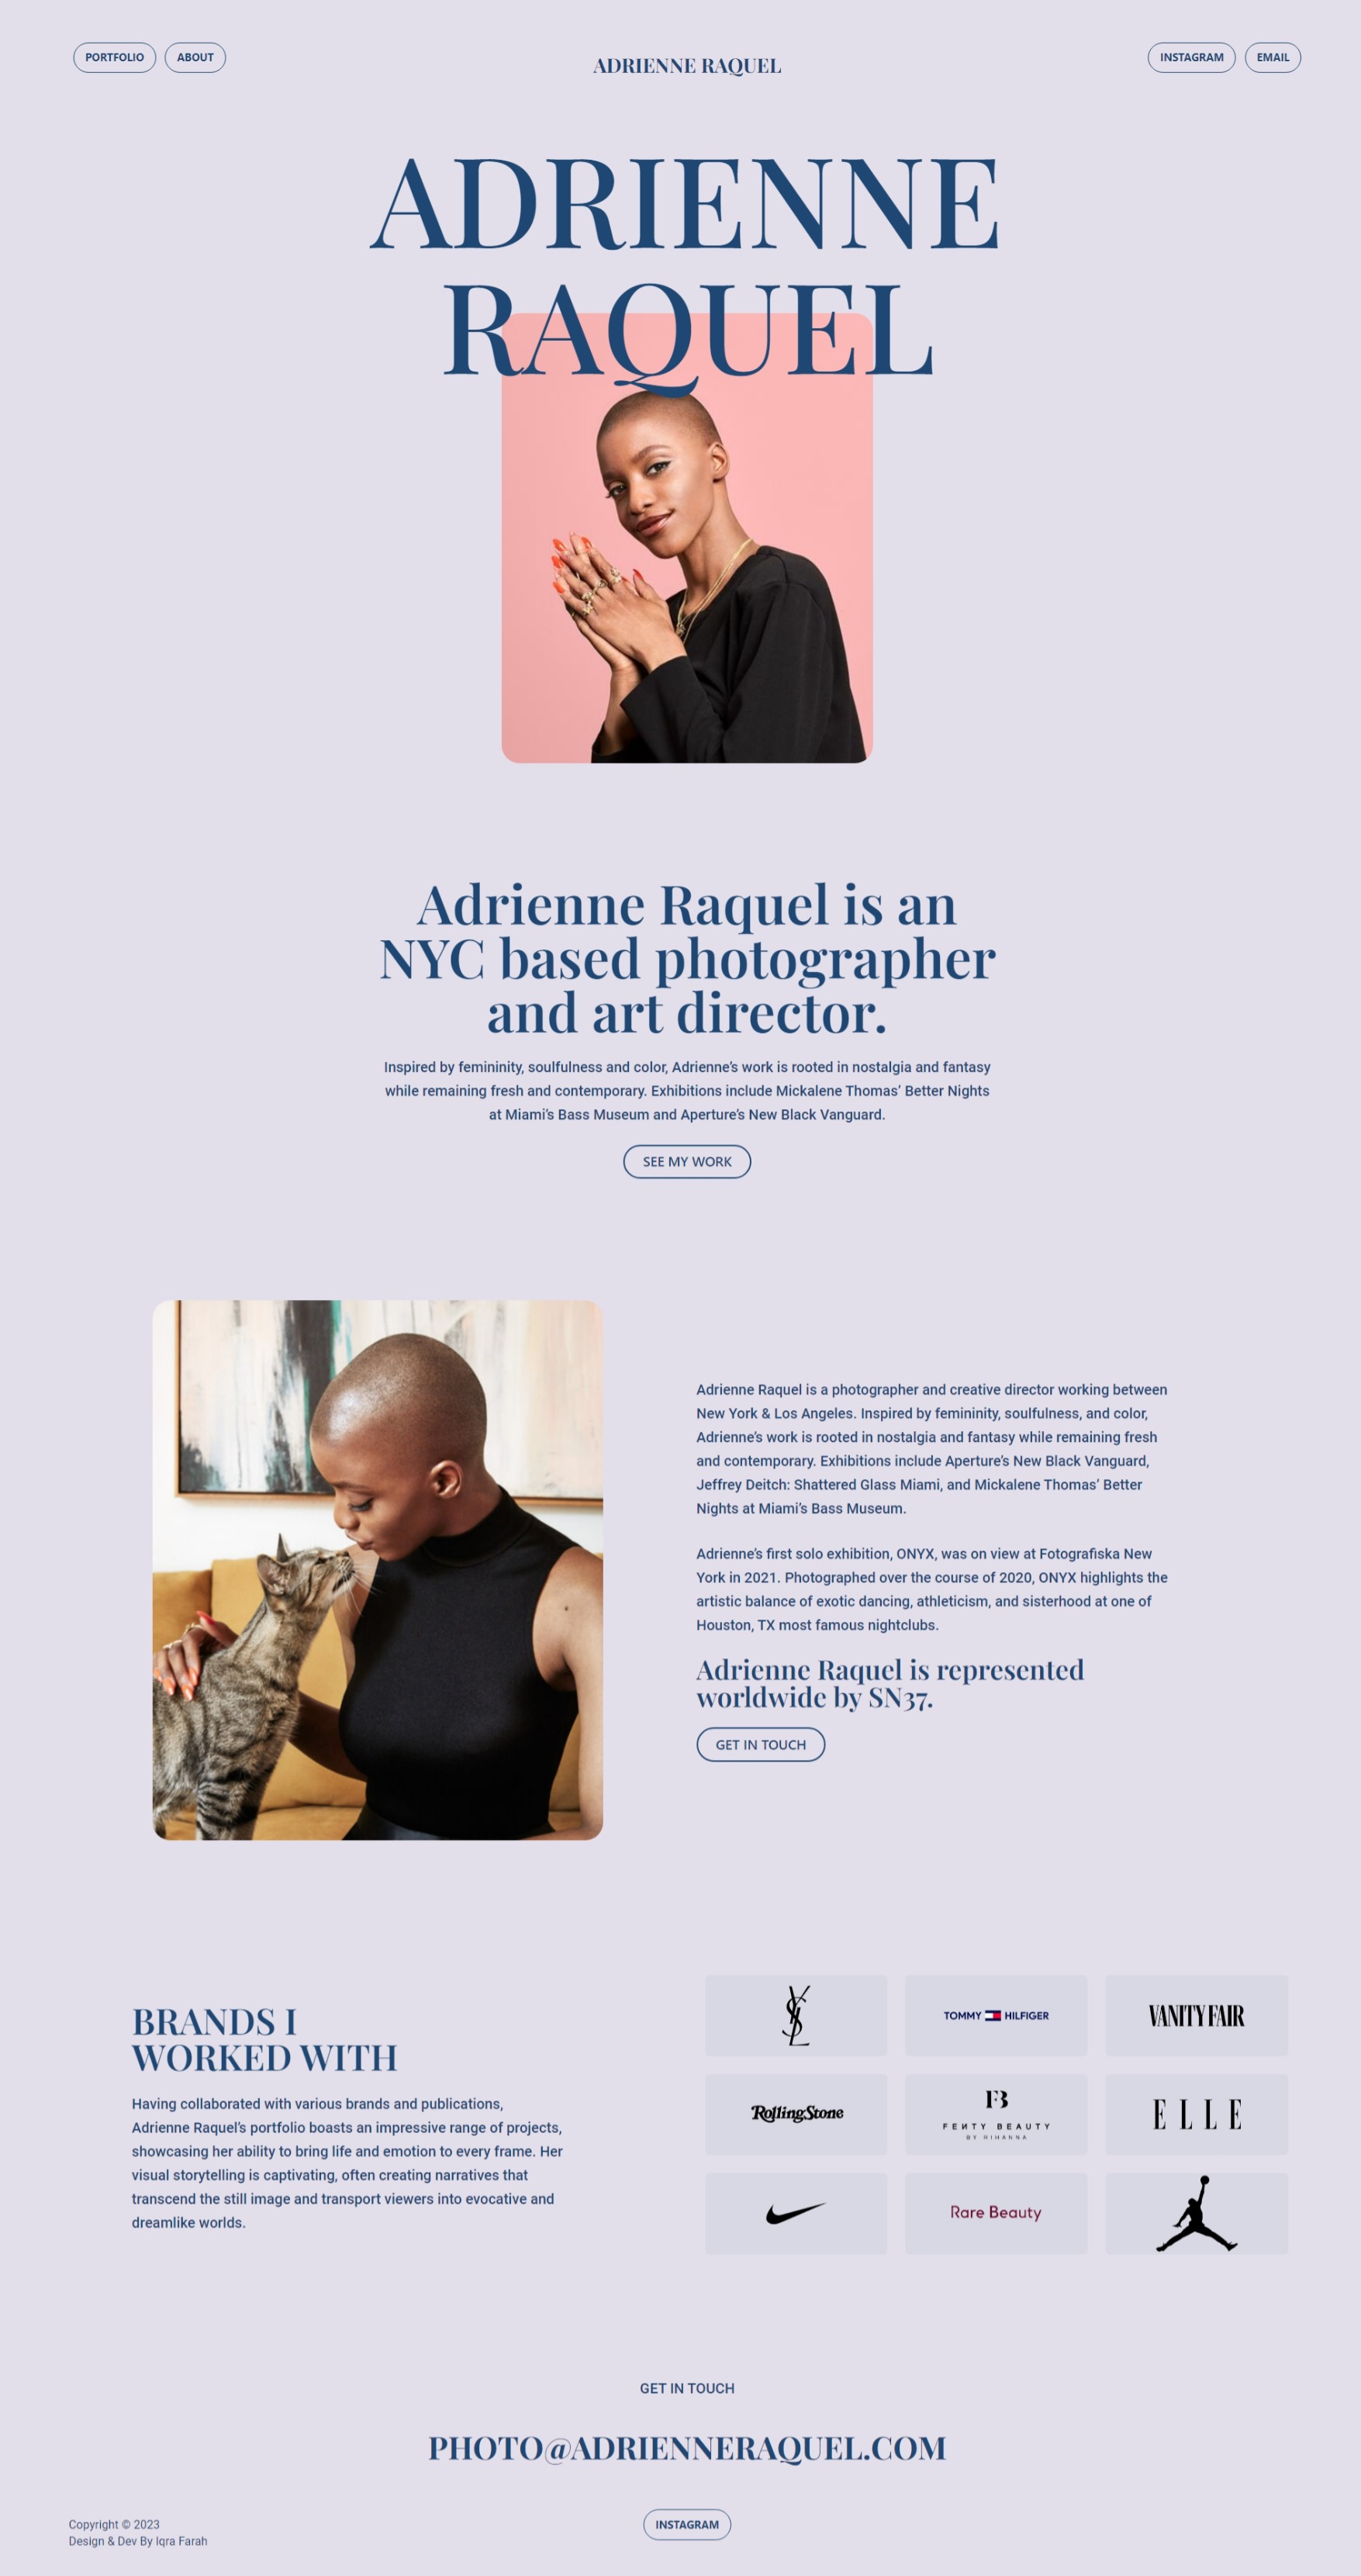 PORTFOLIO ABOUT ADRIENNE RAQUEL INSTAGRAM EMAIL
ADRIENNE
RAQUEL
Adrienne Raquel is an
NYC based photographer
and art director.
Inspired by femininity, soulfulness and color, Adrienne’s work is rooted in nostalgia and fantasy
while remaining fresh and contemporary. Exhibitions include Mickalene Thomas’ Better Nights
at Miami’s Bass Museum and Aperture’s New Black Vanguard.
SEE MY WORK
Adrienne Raquel is a photographer and creative director working between
New York & Los Angeles. Inspired by femininity, soulfulness, and color,
Adrienne’s work is rooted in nostalgia and fantasy while remaining fresh
and contemporary. Exhibitions include Aperture’s New Black Vanguard,
Jeffrey Deitch: Shattered Glass Miami, and Mickalene Thomas’ Better
Nights at Miami’s Bass Museum.
Adrienne’s first solo exhibition, ONYX, was on view at Fotografiska New
York in 2021. Photographed over the course of 2020, ONYX highlights the
artistic balance of exotic dancing, athleticism, and sisterhood at one of
Houston, TX most famous nightclubs.
Adrienne Raquel is represented
worldwide by SN37.
GET IN TOUCH
BRANDS I
WORKED WITH
Having collaborated with various brands and publications,
Adrienne Raquel’s portfolio boasts an impressive range of projects,
showcasing her ability to bring life and emotion to every frame. Her
visual storytelling is captivating, often creating narratives that
transcend the still image and transport viewers into evocative and
dreamlike worlds.
YSL TOMMY HILFIGER VANITY FAIR
RollingStone FB FENTY BEAUTY BY RIHANNA ELLE
Rare Beauty
GET IN TOUCH
PHOTO@ADRIENNERAQUEL.COM
INSTAGRAM
Copyright © 2023
Design & Dev By Iqra Farah